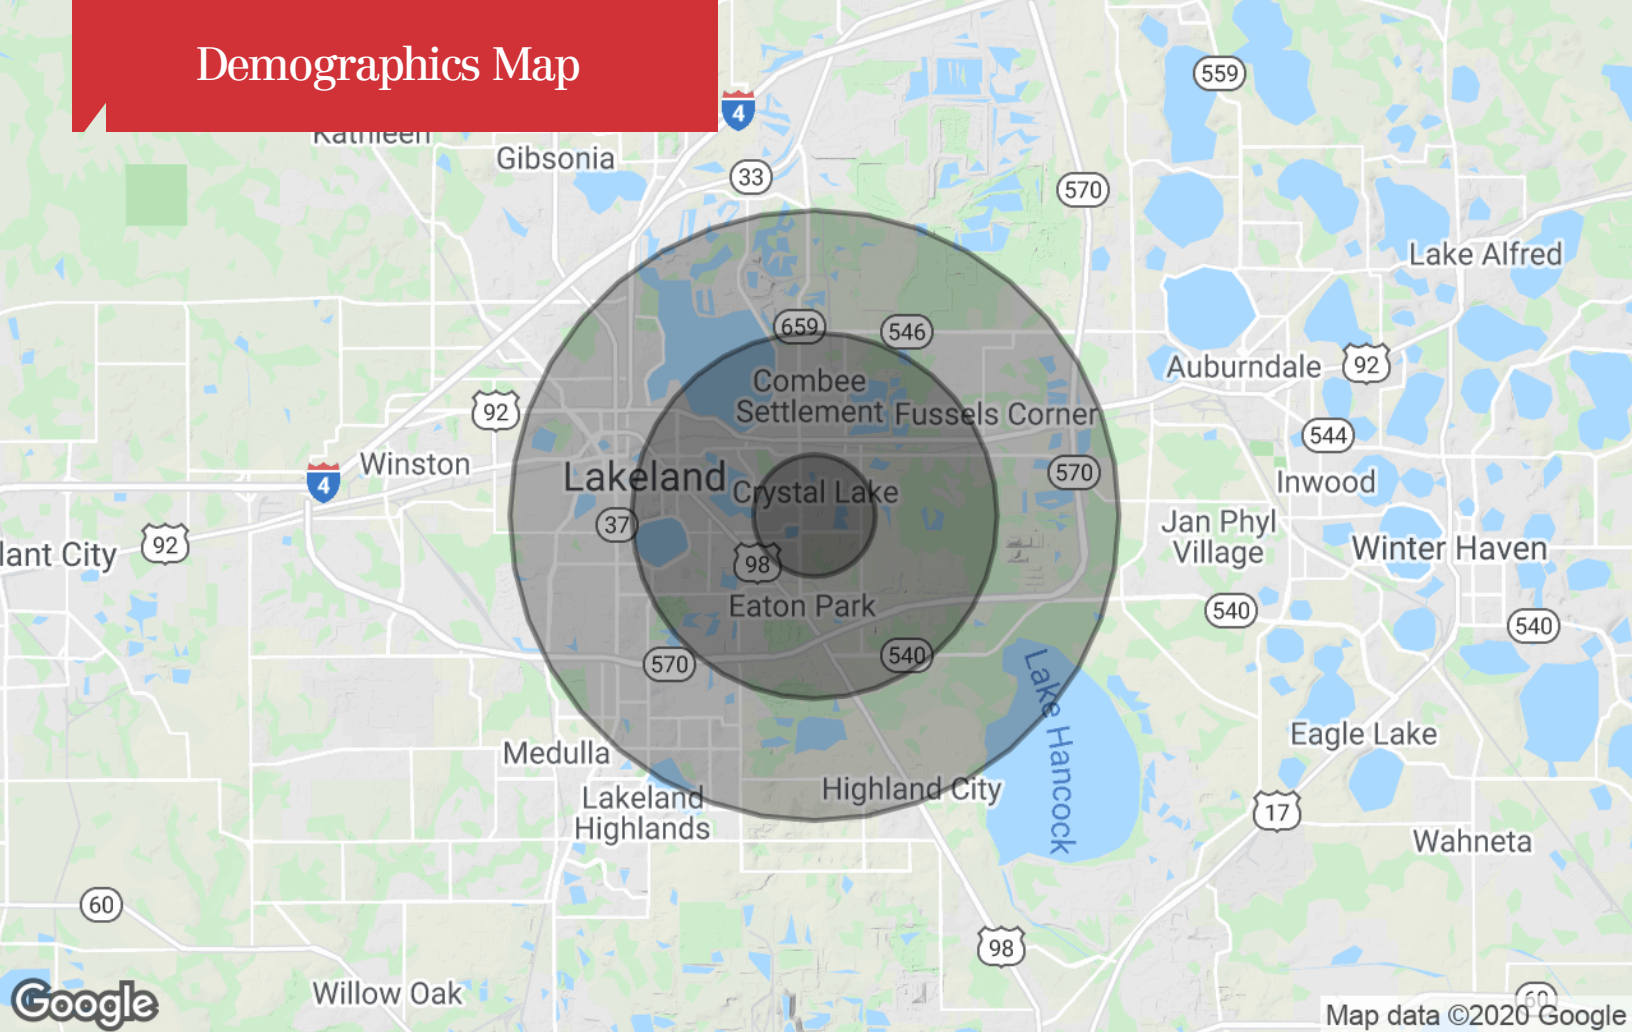 Demographics Map
Kathleen
Gibsonia
4
33
559
570
Lake Alfred
659
546
Auburndale
92
Combee
Settlement
Fussels Corner
92
544
Winston
4
Lakeland
Crystal Lake
570
Inwood
37
Jan Phyl
Village
Winter Haven
lant City
92
98
Eaton Park
540
540
570
540
Lake Hancock
Eagle Lake
Medulla
Highland City
Lakeland
Highlands
17
Wahneta
60
98
Willow Oak
60
Google
Map data ©2020 Google